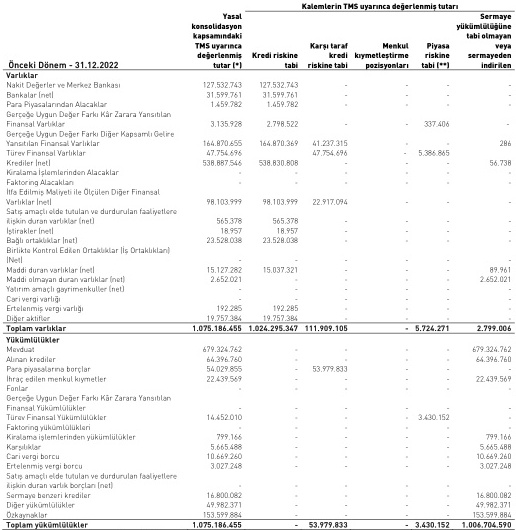 Kalemlerin TMS uyarınca değerlenmiş tutarı
Önceki Dönem - 31.12.2022 | Yasal konsolidasyon kapsamındaki TMS uyarınca değerlenmiş tutar (*) | Kredi riskine tabi | Karşı taraf kredi riskine tabi | Menkul kıymetleştirme pozisyonları | Piyasa riskine tabi (**) | Sermaye yükümlülüğüne tabi olmayan veya sermayeden indirilen
Varlıklar
Nakit Değerler ve Merkez Bankası 127.532.743 127.532.743 - - - -
Bankalar (net) 31.599.761 31.599.761 - - - -
Para Piyasalarından Alacaklar 1.459.782 1.459.782 - - - -
Gerçeğe Uygun Değer Farkı Kâr Zarara Yansıtılan
Finansal Varlıklar 3.135.928 2.798.522 - - 337.406 -
Gerçeğe Uygun Değer Farkı Diğer Kapsamlı Gelire
Yansıtılan Finansal Varlıklar 164.870.655 164.870.369 41.237.315 - - 286
Türev Finansal Varlıklar 47.754.696 - 47.754.696 - 5.386.865 -
Krediler (net) 538.887.546 538.830.808 - - - 56.738
Kiralama İşlemlerinden Alacaklar - - - - - -
Factoring Alacakları - - - - - -
İtfa Edilmiş Maliyeti ile Ölçülen Diğer Finansal
Varlıklar (net) 98.103.999 98.103.999 22.917.094 - - -
Satış amaçlı elde tutulan ve durdurulan faaliyetlere
ilişkin duran varlıklar (net) 565.378 565.378 - - - -
İştirakler (net) 18.957 18.957 - - - -
Bağlı ortaklıklar (net) 23.528.038 23.528.038 - - - -
Birlikte Kontrol Edilen Ortaklıklar (İş Ortaklıkları)
(Net) - - - - - -
Maddi duran varlıklar (net) 15.127.282 15.037.321 - - - 89.961
Maddi olmayan duran varlıklar (net) 2.652.021 - - - - 2.652.021
Yatırım amaçlı gayrimenkuller (net) - - - - - -
Cari vergi varlığı - - - - - -
Ertelenmiş vergi varlığı 192.285 192.285 - - - -
Diğer aktifler 19.757.384 19.757.384 - - - -
Toplam varlıklar 1.075.186.455 1.024.295.347 111.909.105 - 5.724.271 2.799.006
Yükümlülükler
Mevduat 679.324.762 - - - - 679.324.762
Alınan krediler 64.396.760 - - - - 64.396.760
Para piyasalarına borçlar 54.029.855 - 53.979.833 - - -
İhraç edilen menkul kıymetler 22.439.569 - - - - 22.439.569
Fonlar - - - - - -
Gerçeğe Uygun Değer Farkı Kâr Zarara Yansıtılan
Finansal Yükümlülükler - - - - - -
Türev Finansal Yükümlülükler 14.452.010 - - - 3.430.152 -
Faktoring yükümlülükleri - - - - - -
Kiralama işlemlerinden yükümlülükler 799.166 - - - - 799.166
Karşılıklar 5.665.488 - - - - 5.665.488
Cari vergi borcu 10.669.260 - - - - 10.669.260
Ertelenmiş vergi borcu 3.027.248 - - - - 3.027.248
Satış amaçlı elde tutulan ve durdurulan faaliyetlere
ilişkin duran varlık borçları (net) - - - - - -
Sermaye benzeri krediler 16.800.082 - - - - 16.800.082
Diğer yükümlülükler 49.982.371 - - - - 49.982.371
Özkaynaklar 153.599.884 - - - - 153.599.884
Toplam yükümlülükler 1.075.186.455 - 53.979.833 - 3.430.152 1.006.704.590